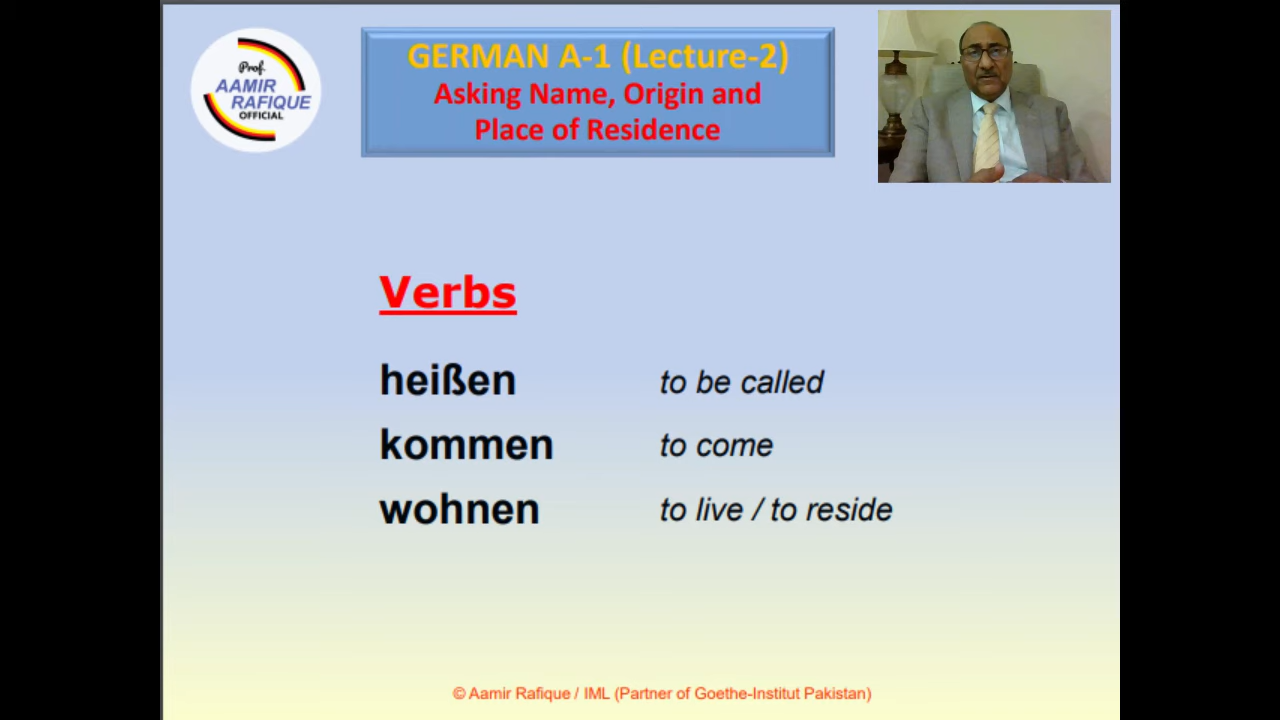 Prof.
AAMIR
RAFIQUE
OFFICIAL
GERMAN A-1 (Lecture-2)
Asking Name, Origin and
Place of Residence
Verbs
heißen to be called
kommen to come
wohnen to live / to reside
© Aamir Rafique / IML (Partner of Goethe-Institut Pakistan)